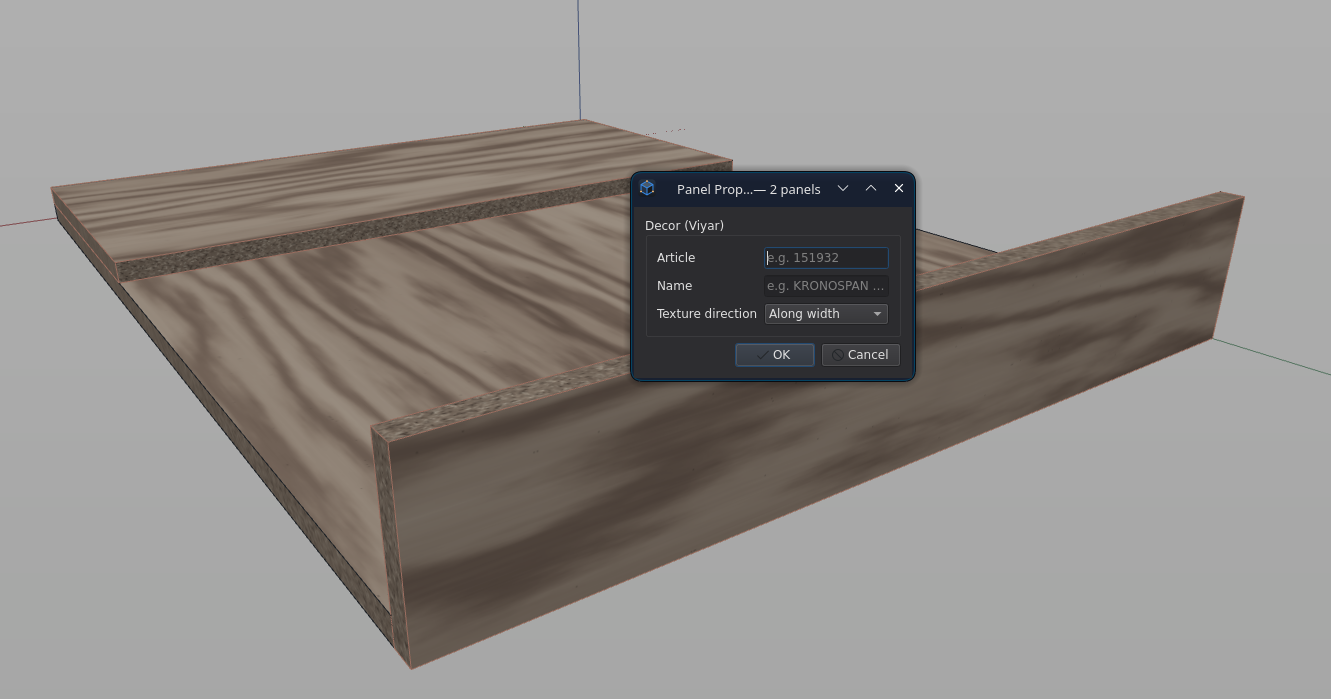 Panel Prop...— 2 panels
Decor (Viyar)
Article e.g. 151932
Name e.g. KRONOSPAN ...
Texture direction Along width
OK Cancel